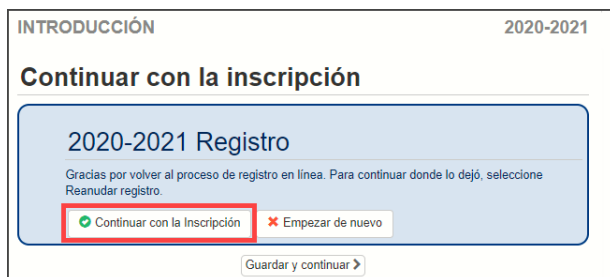 INTRODUCCIÓN 2020-2021
Continuar con la inscripción
2020-2021 Registro
Gracias por volver al proceso de registro en línea. Para continuar donde lo dejó, seleccione
Reanudar registro.
Continuar con la Inscripción Empezar de nuevo
Guardar y continuar